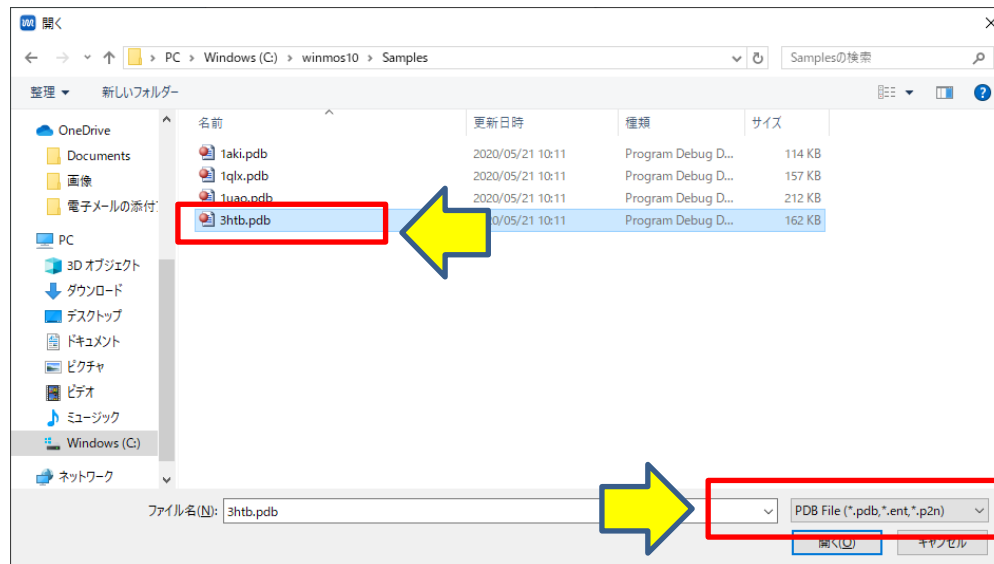 開く
PC > Windows (C:) > winmos10 > Samples
Samplesの検索
整理 新しいフォルダー
名前 更新日時 種類 サイズ
OneDrive
Documents
画像
電子メールの添付
PC
3D オブジェクト
ダウンロード
デスクトップ
ドキュメント
ピクチャ
ビデオ
ミュージック
Windows (C:)
ネットワーク
1aki.pdb 2020/05/21 10:11 Program Debug D... 114 KB
1qlx.pdb 2020/05/21 10:11 Program Debug D... 157 KB
1uao.pdb 2020/05/21 10:11 Program Debug D... 212 KB
3htb.pdb 20/05/21 10:11 Program Debug D... 162 KB
ファイル名(N): 3htb.pdb
PDB File (*.pdb,*.ent,*.p2n)
開く(O) キャンセル